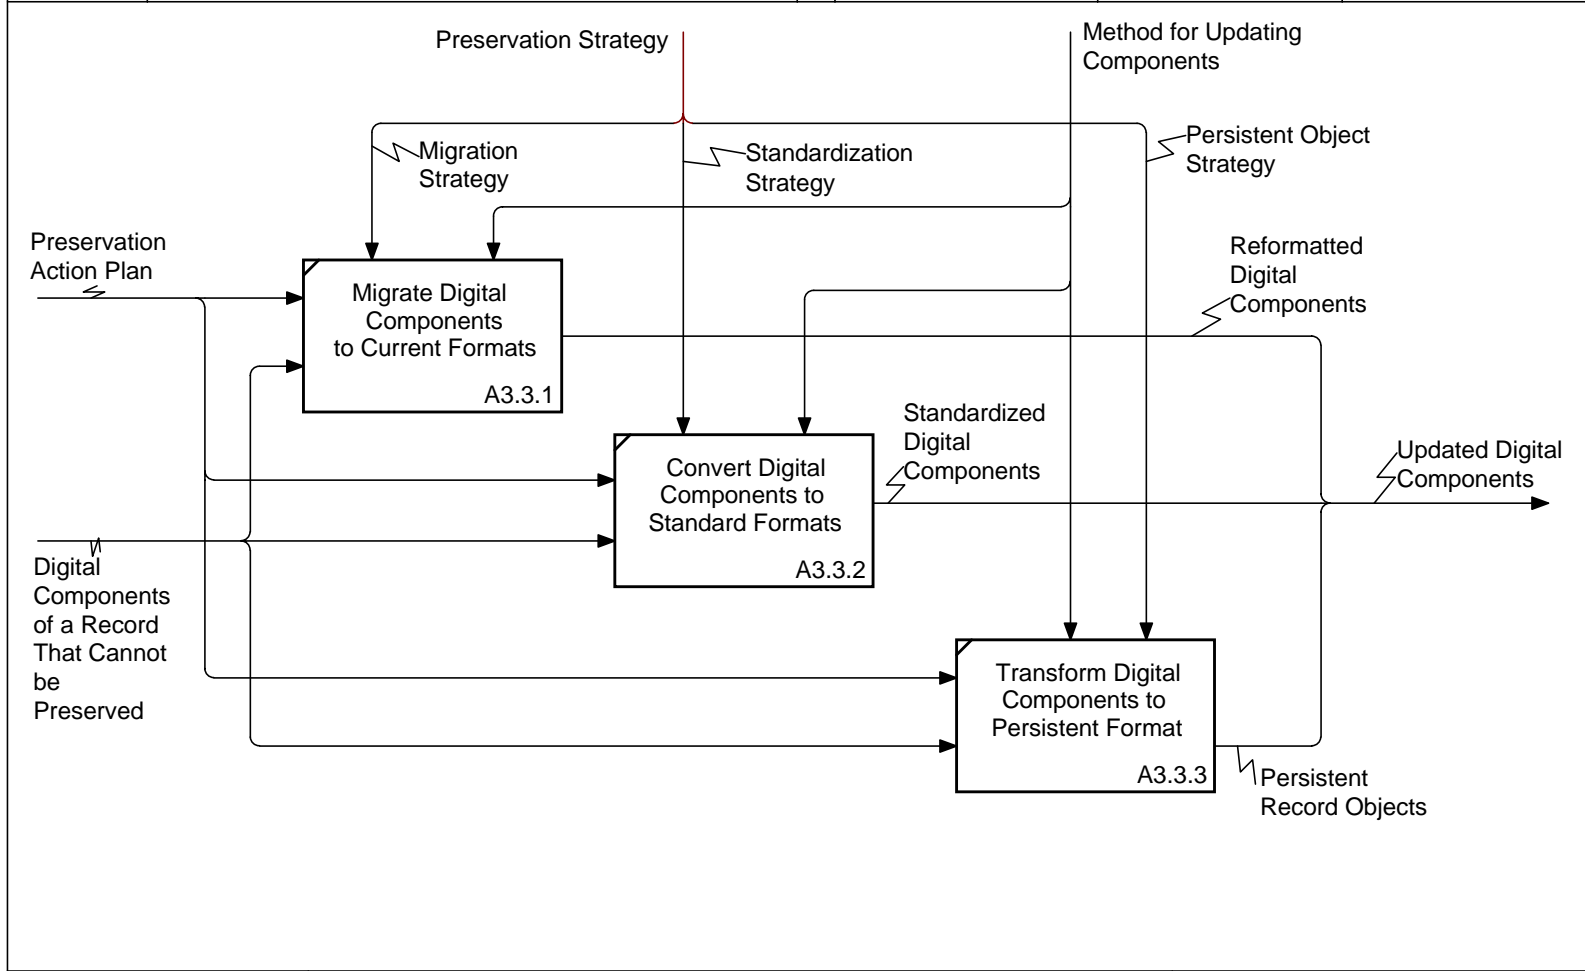 Preservation Strategy
Method for Updating
Components
Migration
Strategy
Standardization
Strategy
Persistent Object
Strategy
Preservation
Action Plan
Reformatted
Digital
Components
Migrate Digital
Components
to Current Formats
A3.3.1
Standardized
Digital
Components
Updated Digital
Components
Convert Digital
Components to
Standard Formats
A3.3.2
Digital
Components
of a Record
That Cannot
be
Preserved
Transform Digital
Components to
Persistent Format
A3.3.3
Persistent
Record Objects